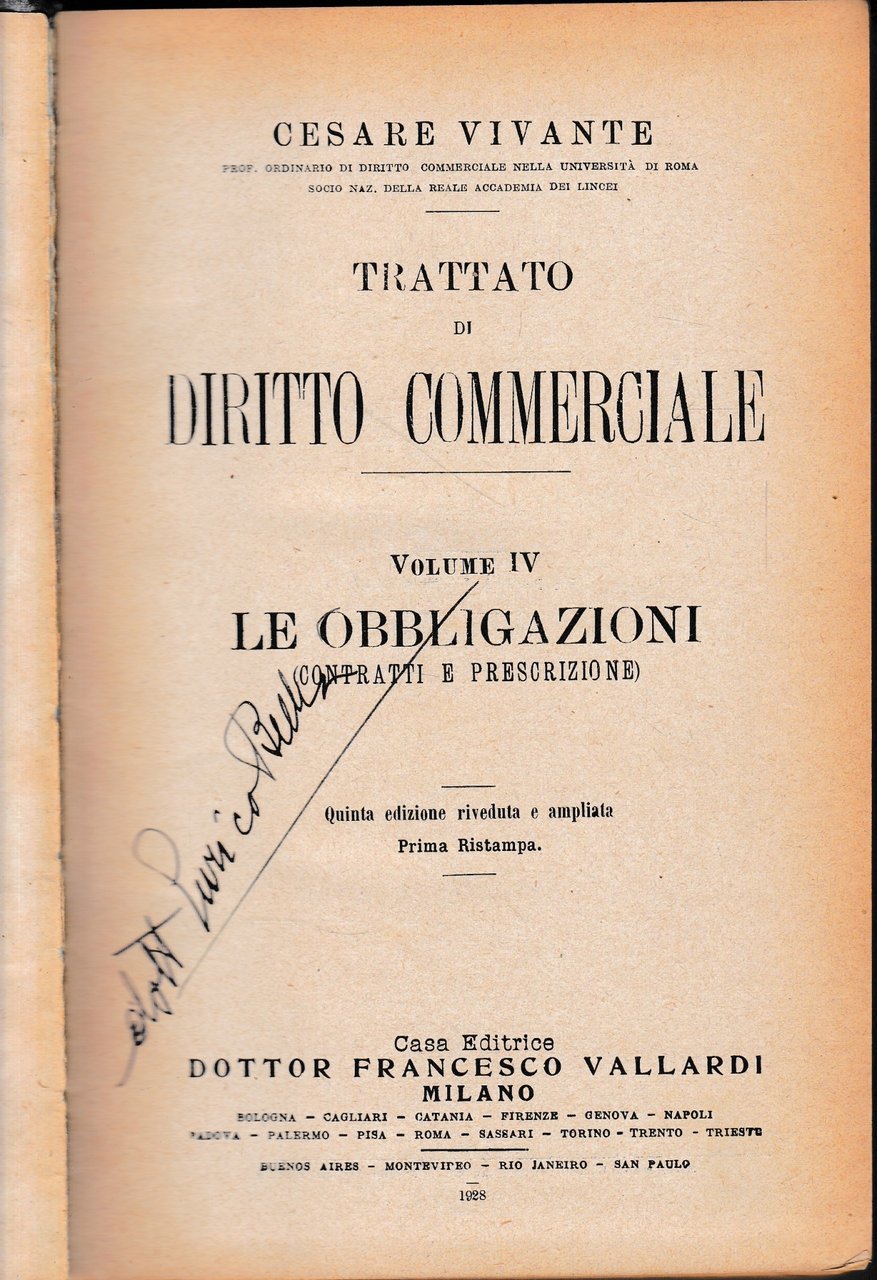 CESARE VIVANTE
PROF. ORDINARIO DI DIRITTO COMMERCIALE NELLA UNIVERSITÀ DI ROMA
SOCIO NAZ. DELLA REALE ACCADEMIA DEI LINCEI
TRATTATO
DI
DIRITTO COMMERCIALE
VOLUME IV
LE OBBLIGAZIONI
(CONTRATTI E PRESCRIZIONE)
Dott Enrico
Quinta edizione riveduta e ampliata
Prima Ristampa.
Casa Editrice
DOTTOR FRANCESCO VALLARDI
MILANO
BOLOGNA - CAGLIARI - CATANIA - FIRENZE - GENOVA - NAPOLI
PADOVA - PALERMO - PISA - ROMA - SASSARI - TORINO - TRENTO - TRIESTE
BUENOS AIRES - MONTEVIDEO - RIO JANEIRO - SAN PAULO
1928